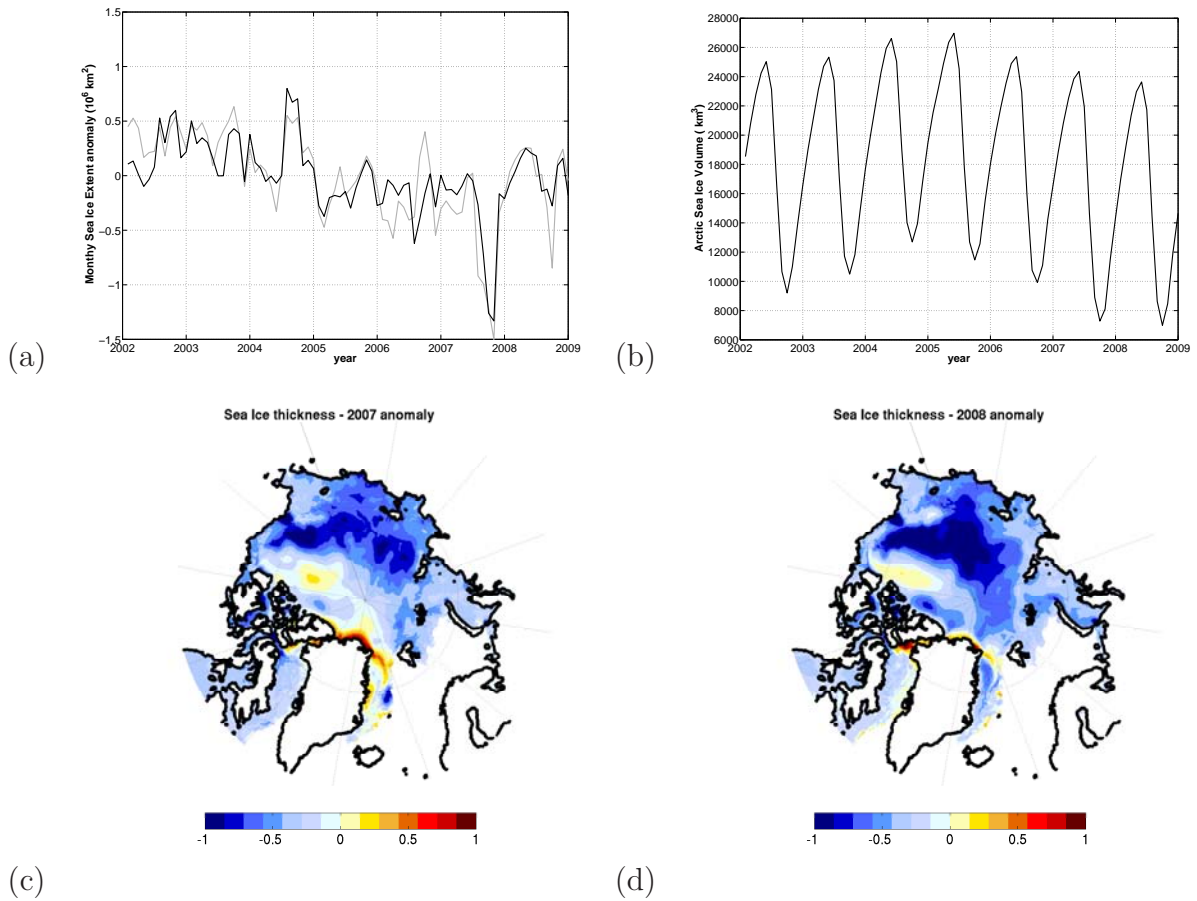 Monthy Sea Ice Extent anomaly (10⁶ km²)
1.5
1
0.5
0
−0.5
−1
−1.5
2002 2003 2004 2005 2006 2007 2008 2009
year
(a)
Arctic Sea Ice Volume ( km³)
28000
26000
24000
22000
20000
18000
16000
14000
12000
10000
8000
6000
2002 2003 2004 2005 2006 2007 2008 2009
year
(b)
Sea Ice thickness - 2007 anomaly
-1 -0.5 0 0.5 1
(c)
Sea Ice thickness - 2008 anomaly
-1 -0.5 0 0.5 1
(d)